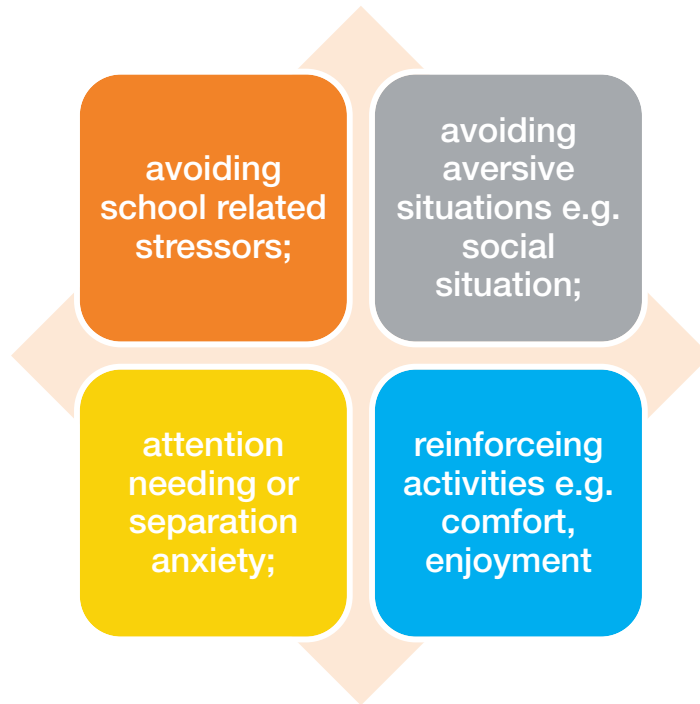 avoiding
school related
stressors;
avoiding
aversive
situations e.g.
social
situation;
attention
needing or
separation
anxiety;
reinforceing
activities e.g.
comfort,
enjoyment